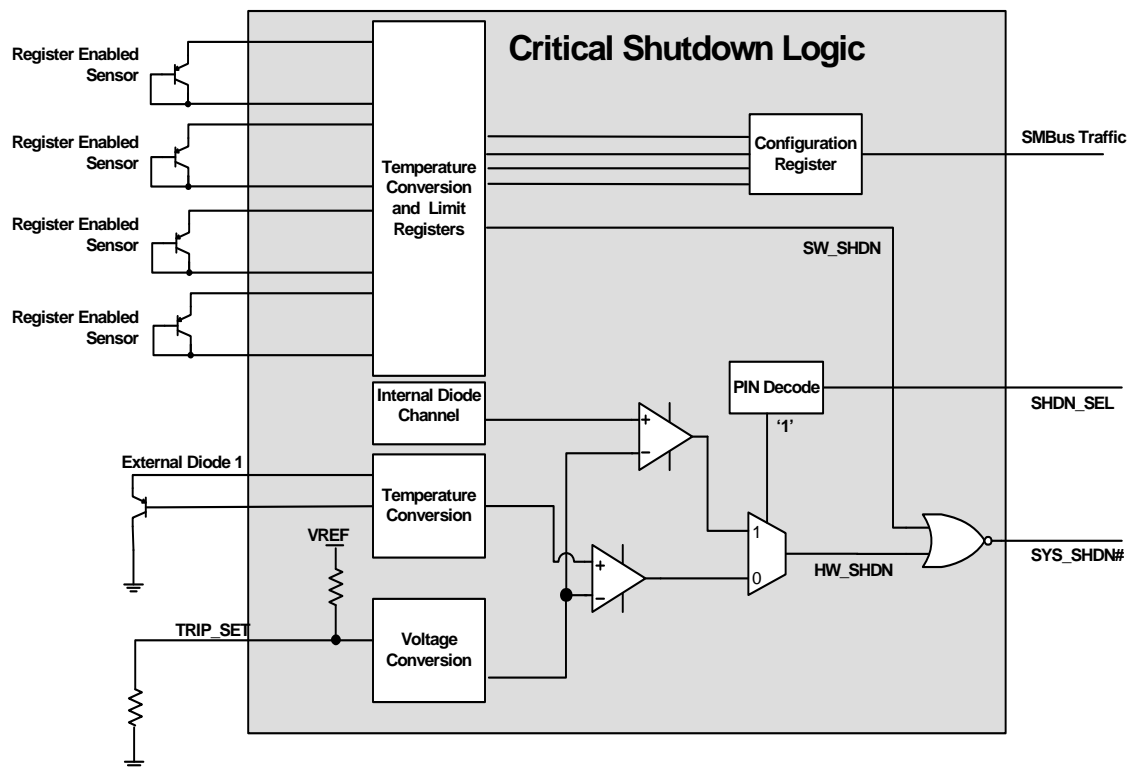 Critical Shutdown Logic
Register Enabled
Sensor
Register Enabled
Sensor
Register Enabled
Sensor
Register Enabled
Sensor
Temperature
Conversion
and Limit
Registers
Configuration
Register
SMBus Traffic
SW_SHDN
Internal Diode
Channel
PIN Decode
SHDN_SEL
‘1’
+
−
External Diode 1
Temperature
Conversion
VREF
+
−
1
0
HW_SHDN
SYS_SHDN#
TRIP_SET
Voltage
Conversion